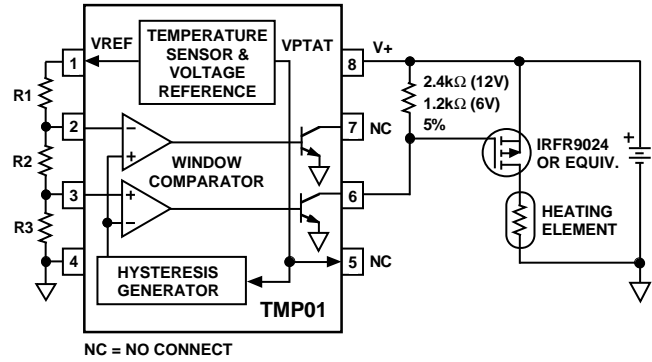 TEMPERATURE
SENSOR &
VOLTAGE
REFERENCE
VREF
VPTAT
1
8
V+
R1
2.4kΩ (12V)
1.2kΩ (6V)
5%
2
7
NC
R2
WINDOW
COMPARATOR
IRFR9024
OR EQUIV.
3
6
R3
HEATING
ELEMENT
4
5
NC
HYSTERESIS
GENERATOR
TMP01
NC = NO CONNECT
− + + −
+